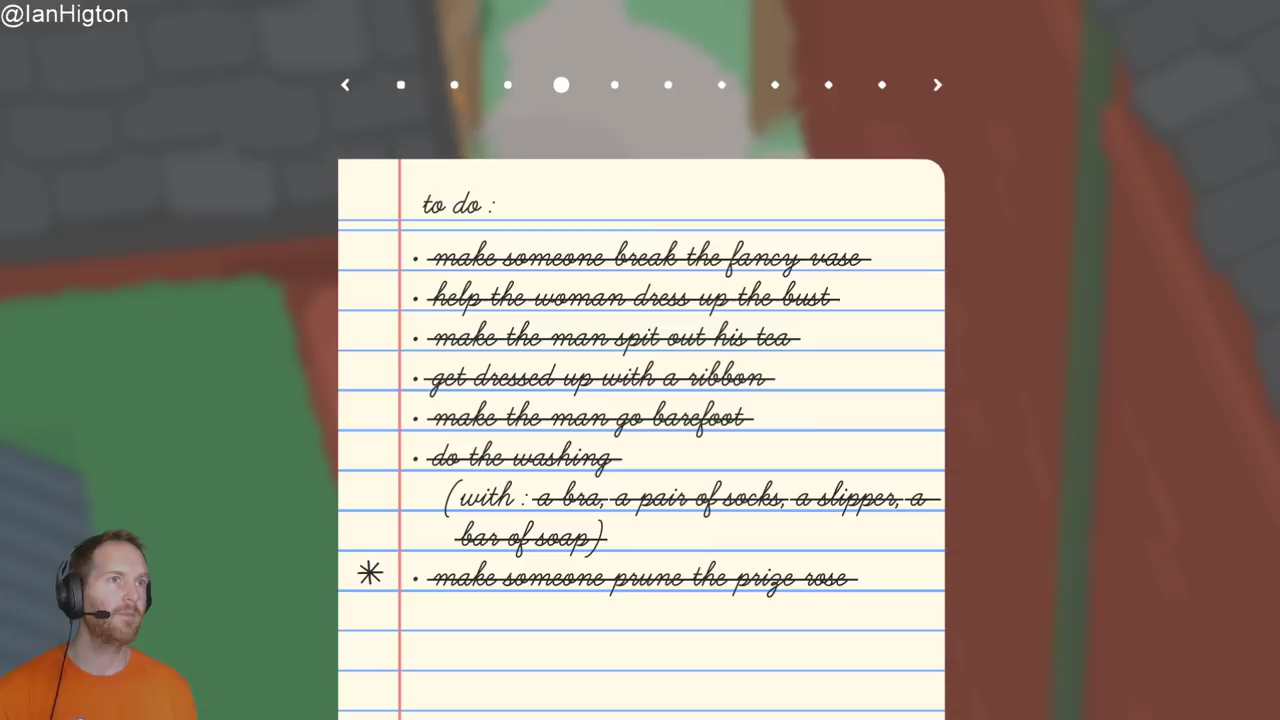 @IanHigton
to do :
• make someone break the fancy vase
• help the woman dress up the bust
• make the man spit out his tea
• get dressed up with a ribbon
• make the man go barefoot
• do the washing
(with : a bra, a pair of socks, a slipper, a
bar of soap)
• make someone prune the prize rose